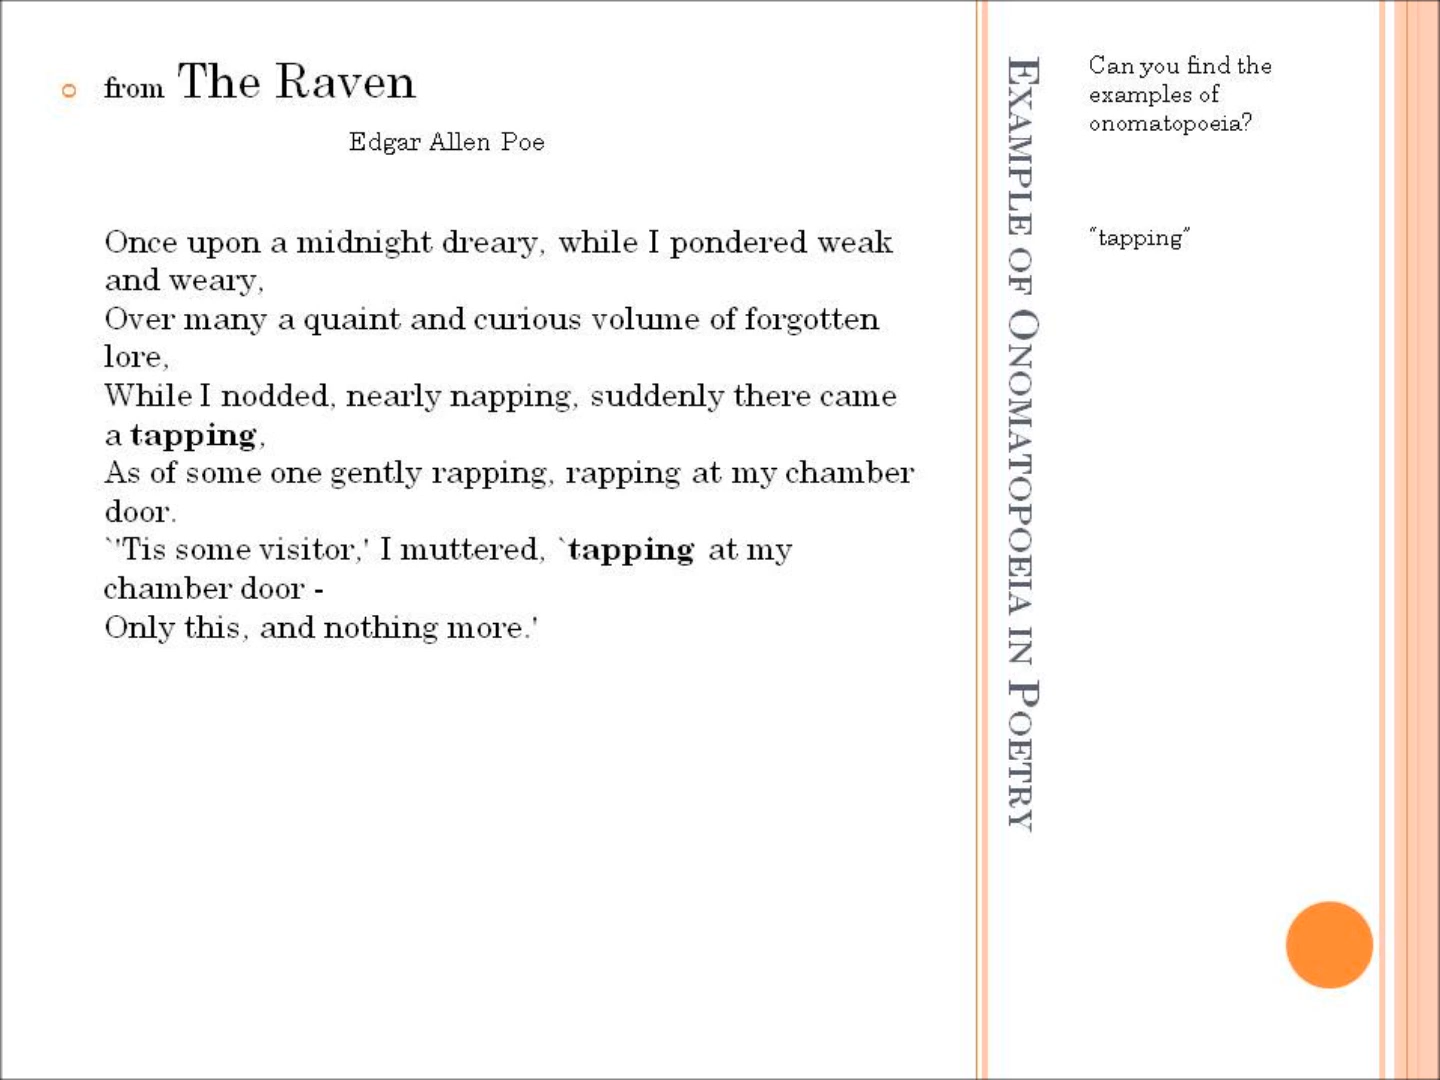 from The Raven
Edgar Allen Poe
Once upon a midnight dreary, while I pondered weak
and weary,
Over many a quaint and curious volume of forgotten
lore,
While I nodded, nearly napping, suddenly there came
a tapping,
As of some one gently rapping, rapping at my chamber
door.
`'Tis some visitor,' I muttered, `tapping at my
chamber door -
Only this, and nothing more.'
Example of Onomatopoeia in Poetry
Can you find the
examples of
onomatopoeia?
“tapping”